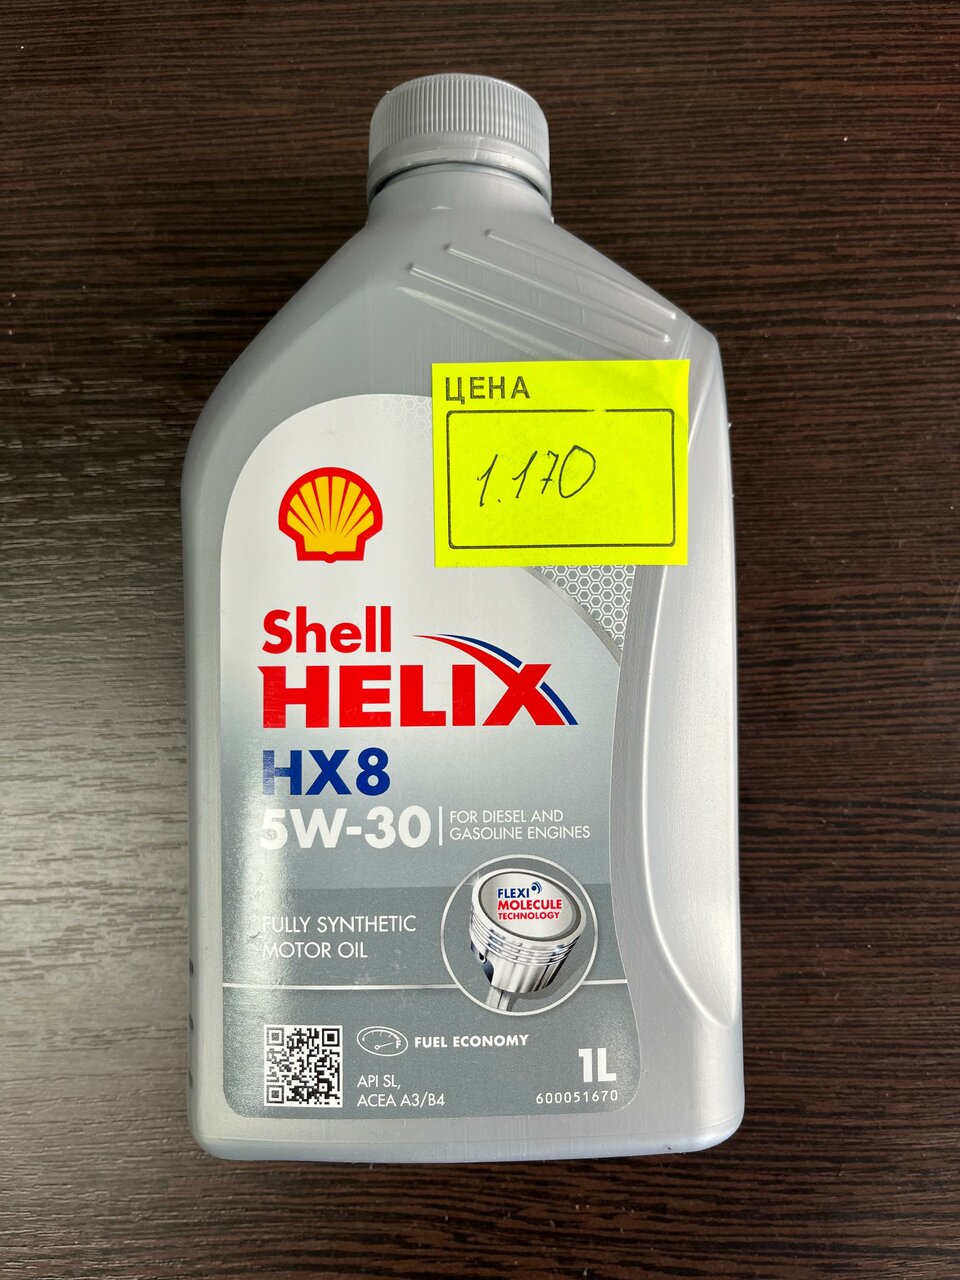 ЦЕНА
1.170
Shell
HELIX
HX8
5W-30
FOR DIESEL AND
GASOLINE ENGINES
FLEXI
MOLECULE
TECHNOLOGY
FULLY SYNTHETIC
MOTOR OIL
FUEL ECONOMY
API SL,
ACEA A3/B4
1L
600051670